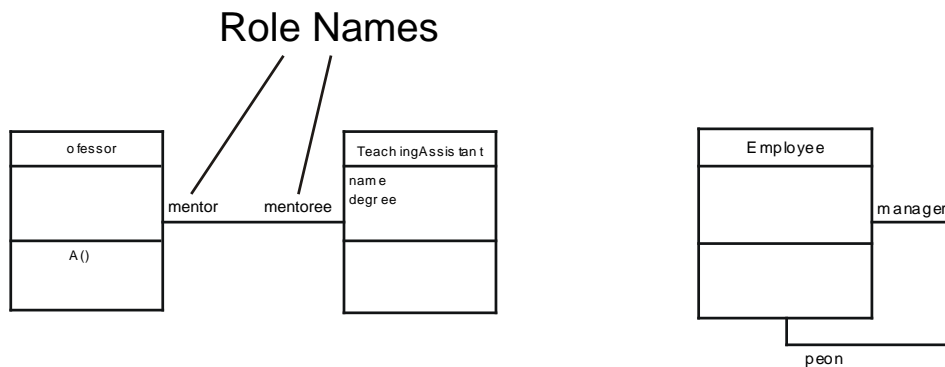 Role Names
ofessor
TeachingAssistant
Employee
name
degree
mentor
mentoree
manager
A()
peon